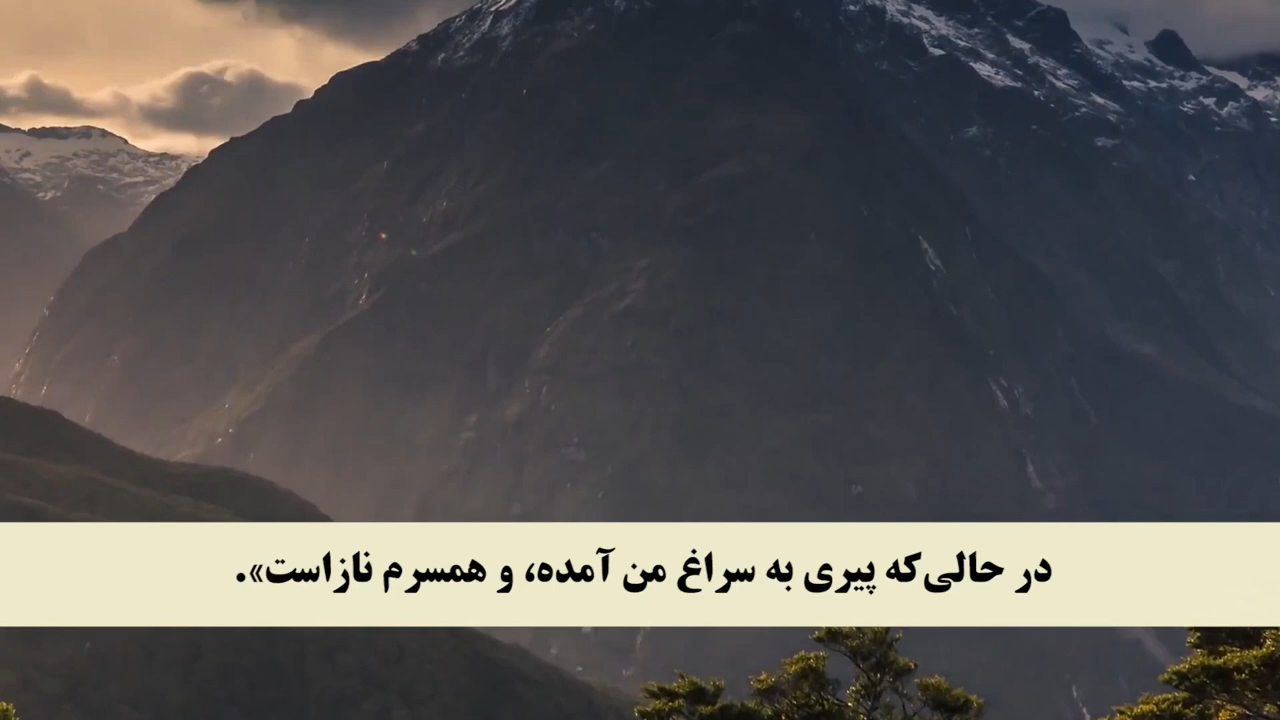 در حالی‌که پیری به سراغ من آمده، و همسرم نازاست».